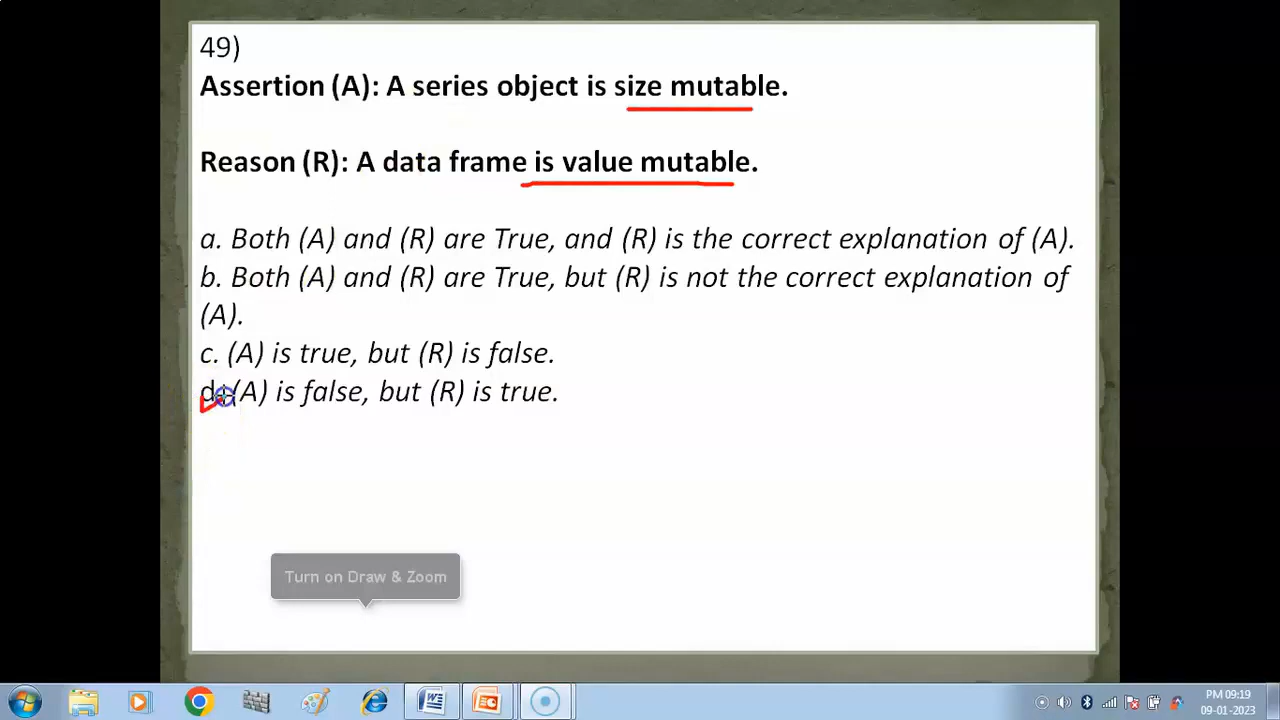 49)
Assertion (A): A series object is size mutable.
Reason (R): A data frame is value mutable.
a. Both (A) and (R) are True, and (R) is the correct explanation of (A).
b. Both (A) and (R) are True, but (R) is not the correct explanation of
(A).
c. (A) is true, but (R) is false.
d. (A) is false, but (R) is true.
Turn on Draw & Zoom
PM 09:19
09-01-2023